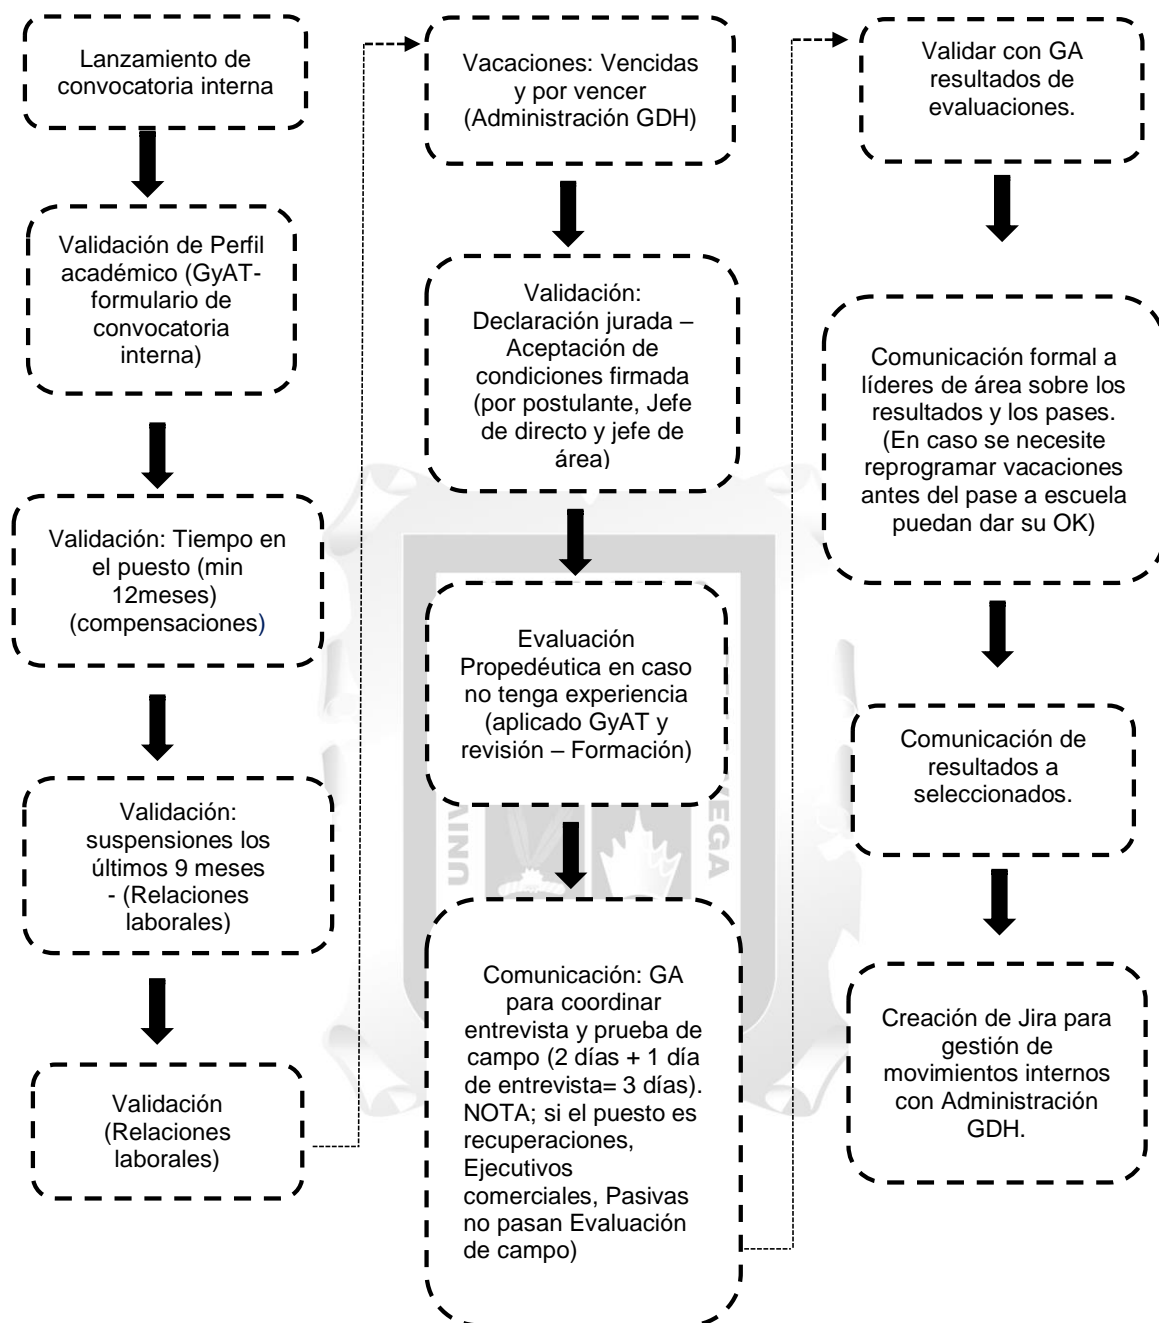 Lanzamiento de
convocatoria interna
Validación de Perfil
académico (GyAT-
formulario de
convocatoria
interna)
Validación: Tiempo en
el puesto (min
12meses)
(compensaciones)
Validación:
suspensiones los
últimos 9 meses
- (Relaciones
laborales)
Validación
(Relaciones
laborales)
Vacaciones: Vencidas
y por vencer
(Administración GDH)
Validación:
Declaración jurada –
Aceptación de
condiciones firmada
(por postulante, Jefe
de directo y jefe de
área)
Evaluación
Propedéutica en caso
no tenga experiencia
(aplicado GyAT y
revisión – Formación)
Comunicación: GA
para coordinar
entrevista y prueba de
campo (2 días + 1 día
de entrevista= 3 días).
NOTA; si el puesto es
recuperaciones,
Ejecutivos
comerciales, Pasivas
no pasan Evaluación
de campo)
Validar con GA
resultados de
evaluaciones.
Comunicación formal a
líderes de área sobre los
resultados y los pases.
(En caso se necesite
reprogramar vacaciones
antes del pase a escuela
puedan dar su OK)
Comunicación de
resultados a
seleccionados.
Creación de Jira para
gestión de
movimientos internos
con Administración
GDH.
UNIV
VEGA